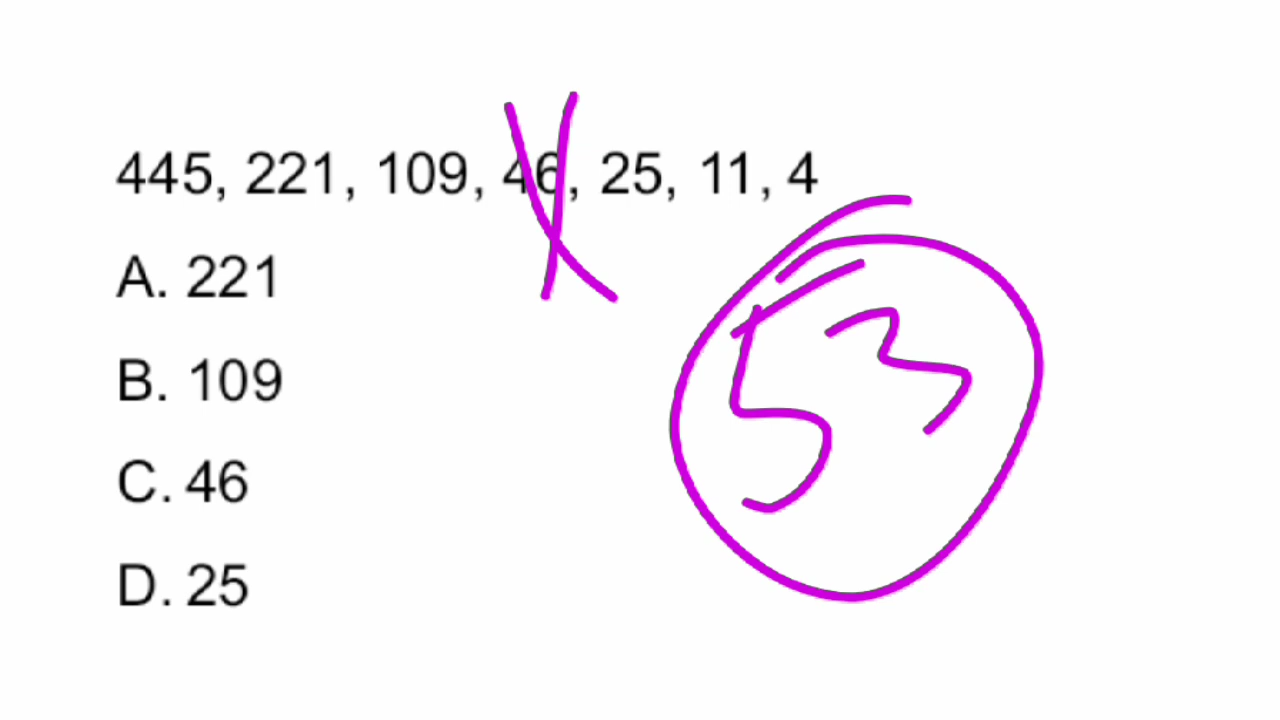 445, 221, 109, 46, 25, 11, 4
A. 221
53
B. 109
C. 46
D. 25